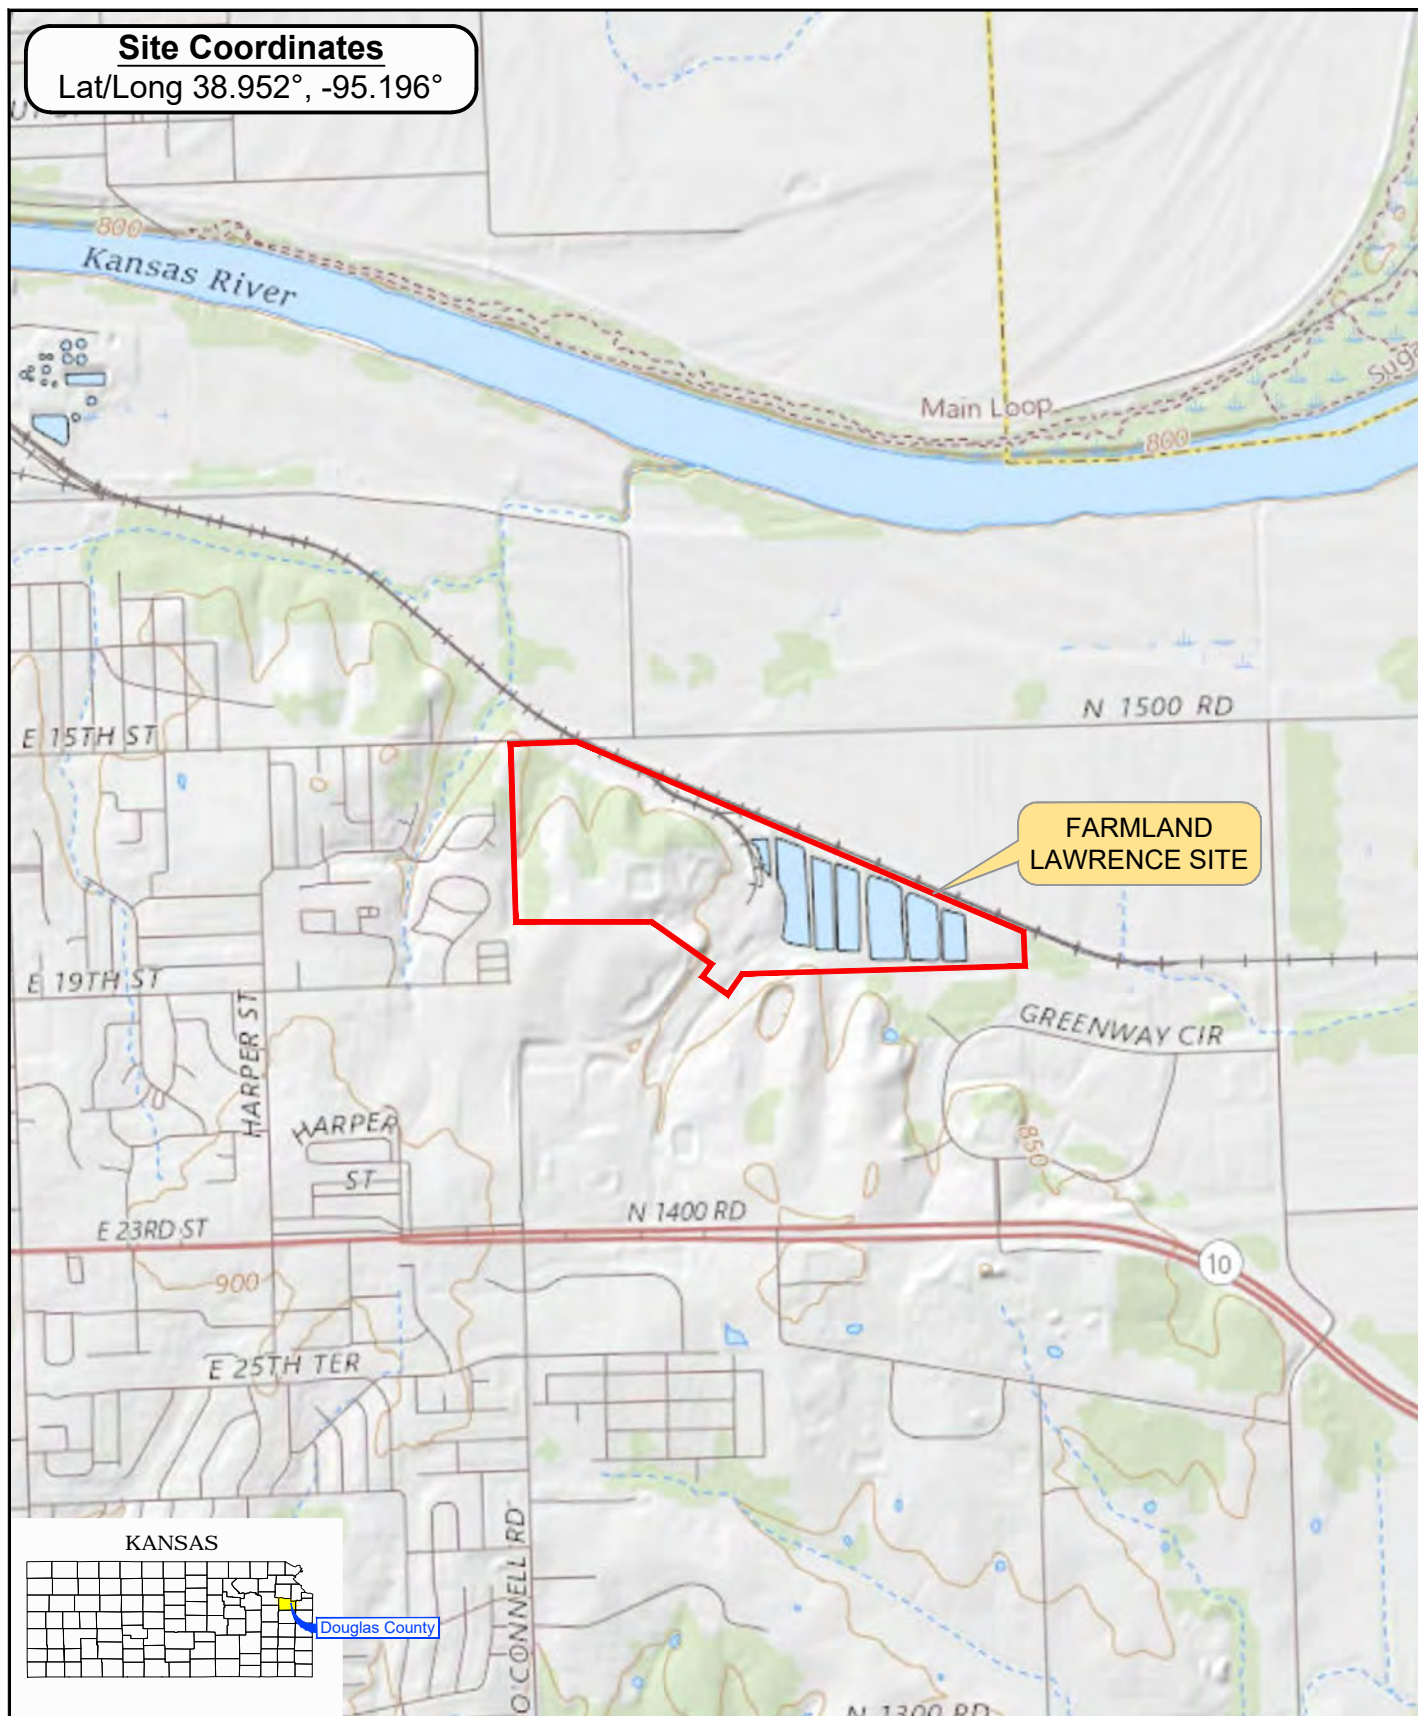 Site Coordinates
Lat/Long 38.952°, -95.196°
800
Kansas River
Main Loop
800
N 1500 RD
E 15TH ST
FARMLAND
LAWRENCE SITE
E 19TH ST
HARPER ST
GREENWAY CIR
HARPER
ST
850
N 1400 RD
E 23RD ST
10
900
E 25TH TER
O'CONNELL RD
KANSAS
Douglas County
N 1300 RD